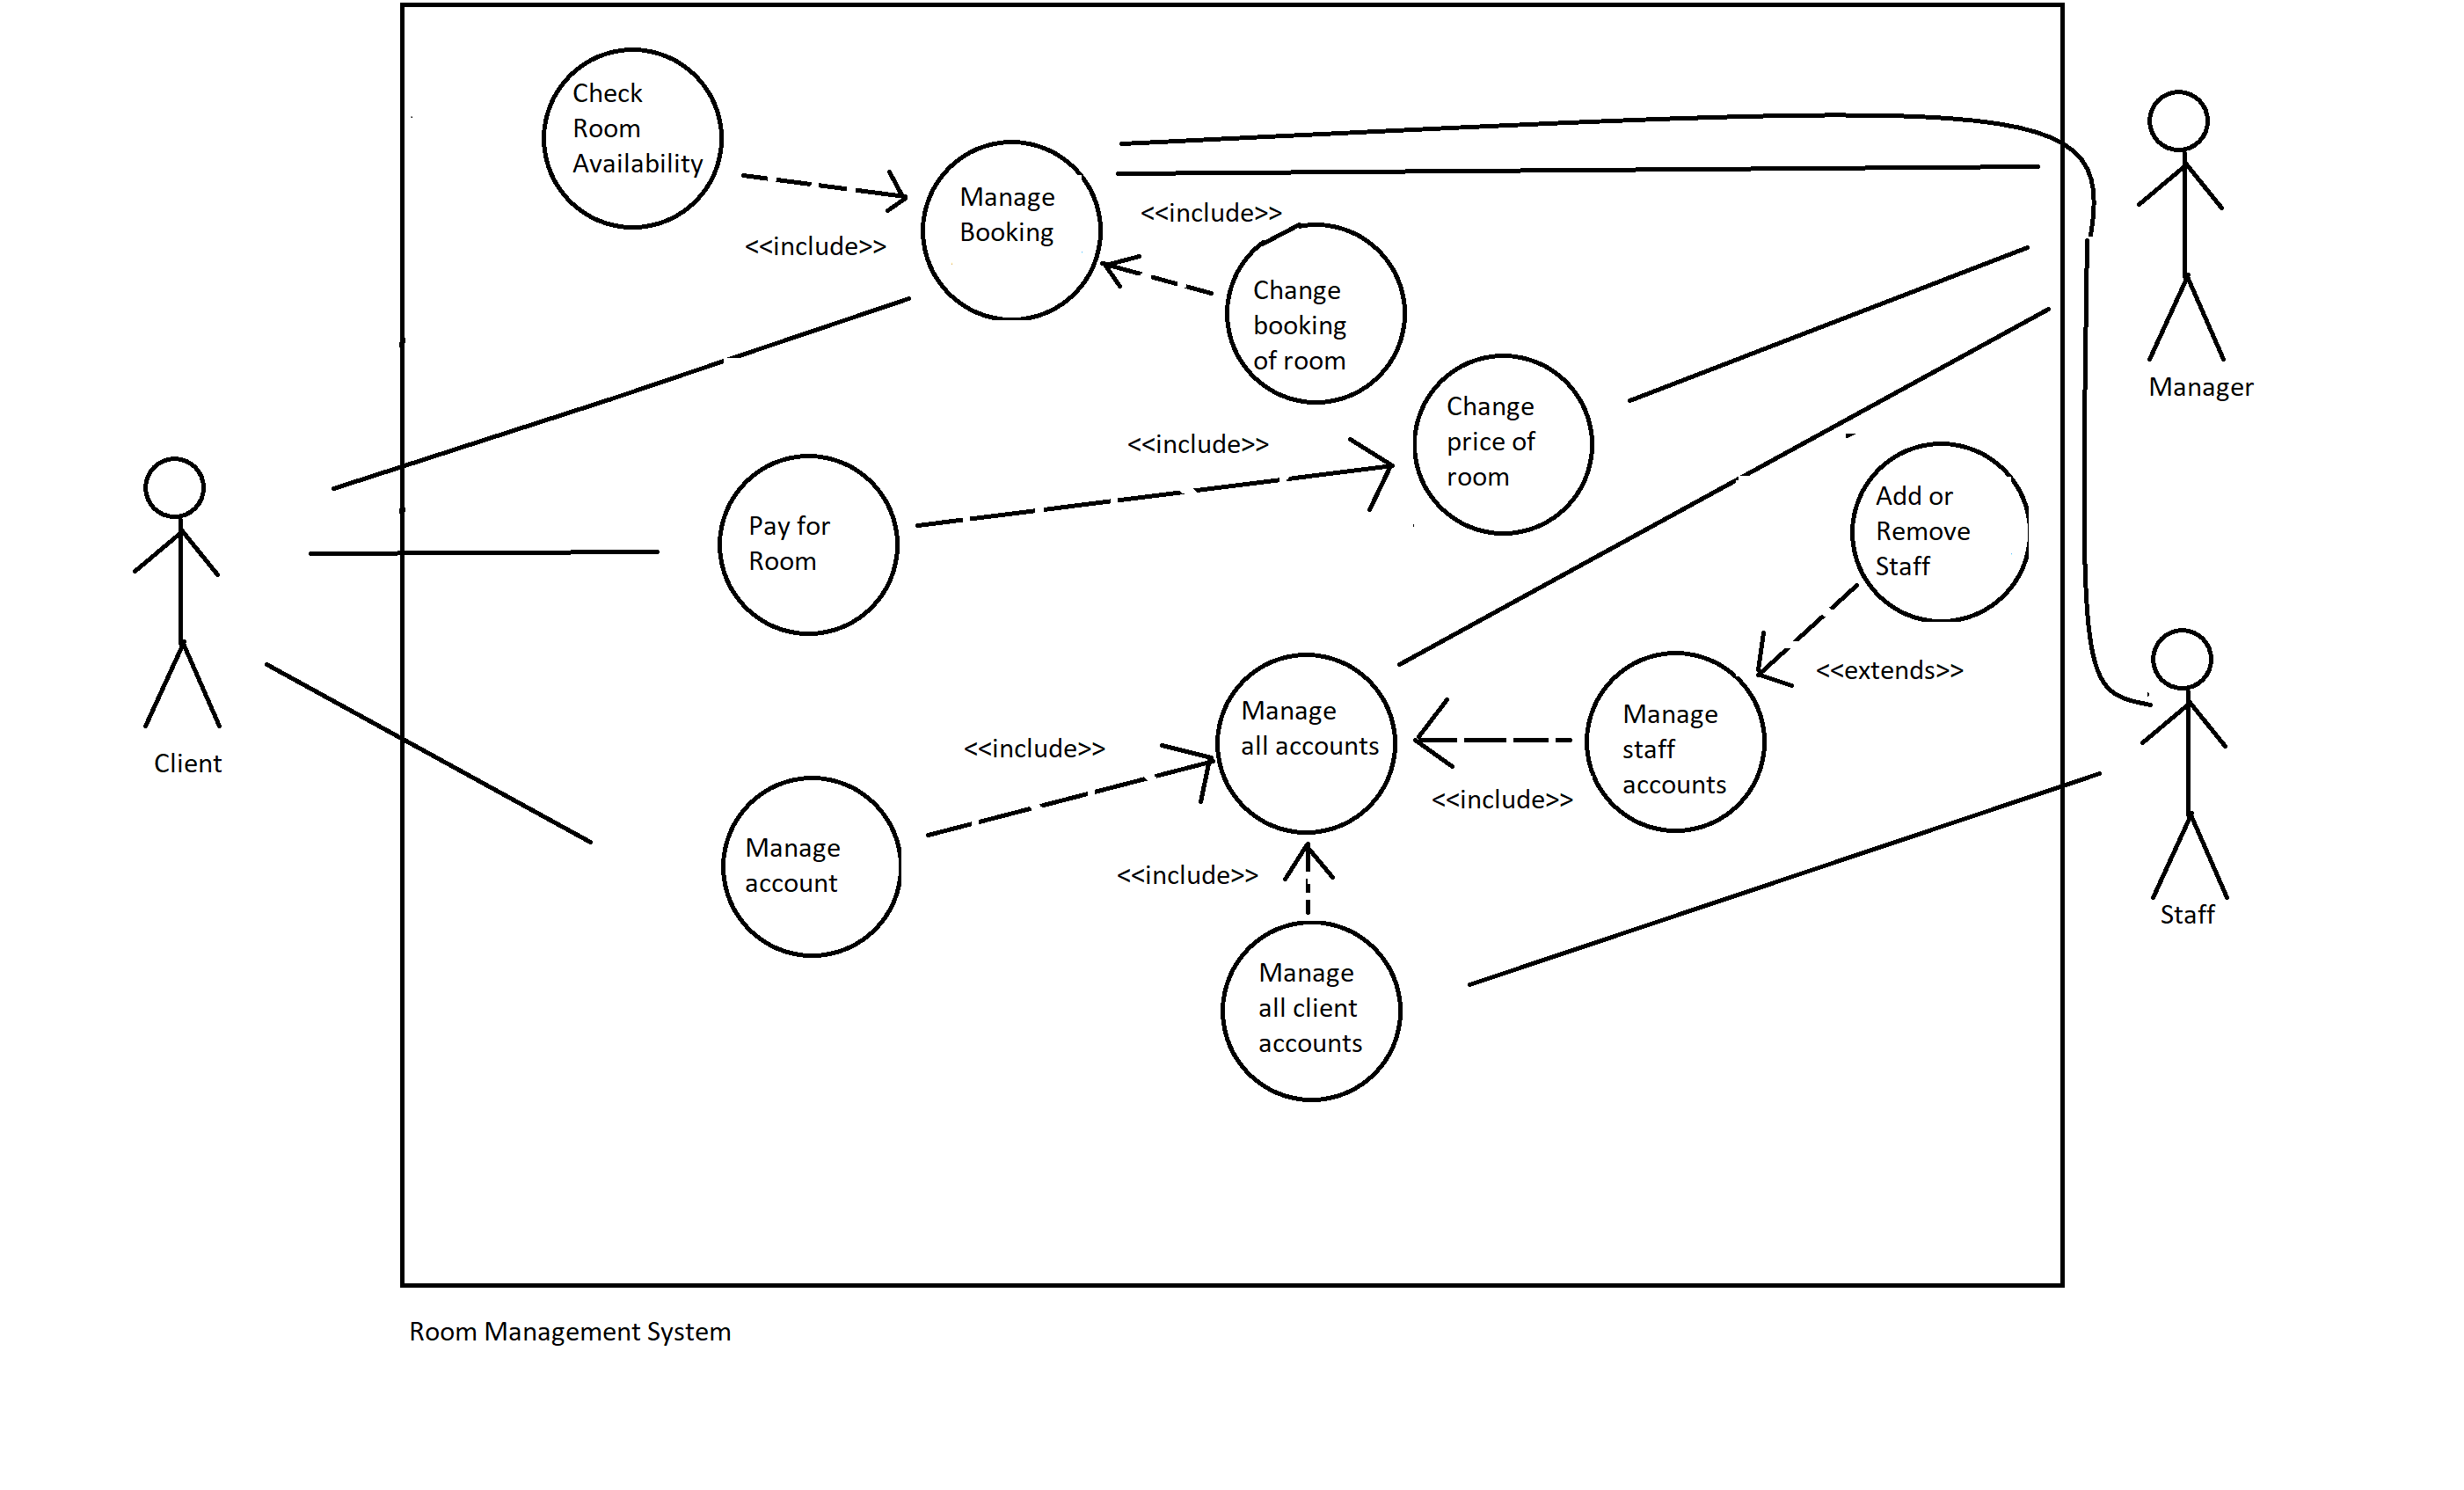 Check
Room
Availability
<<include>>
Manage
Booking
<<include>>
Change
booking
of room
Manager
<<include>>
Change
price of
room
Pay for
Room
Add or
Remove
Staff
<<extends>>
Client
Manage
all accounts
Manage
staff
accounts
<<include>>
<<include>>
Manage
account
<<include>>
Staff
Manage
all client
accounts
Room Management System